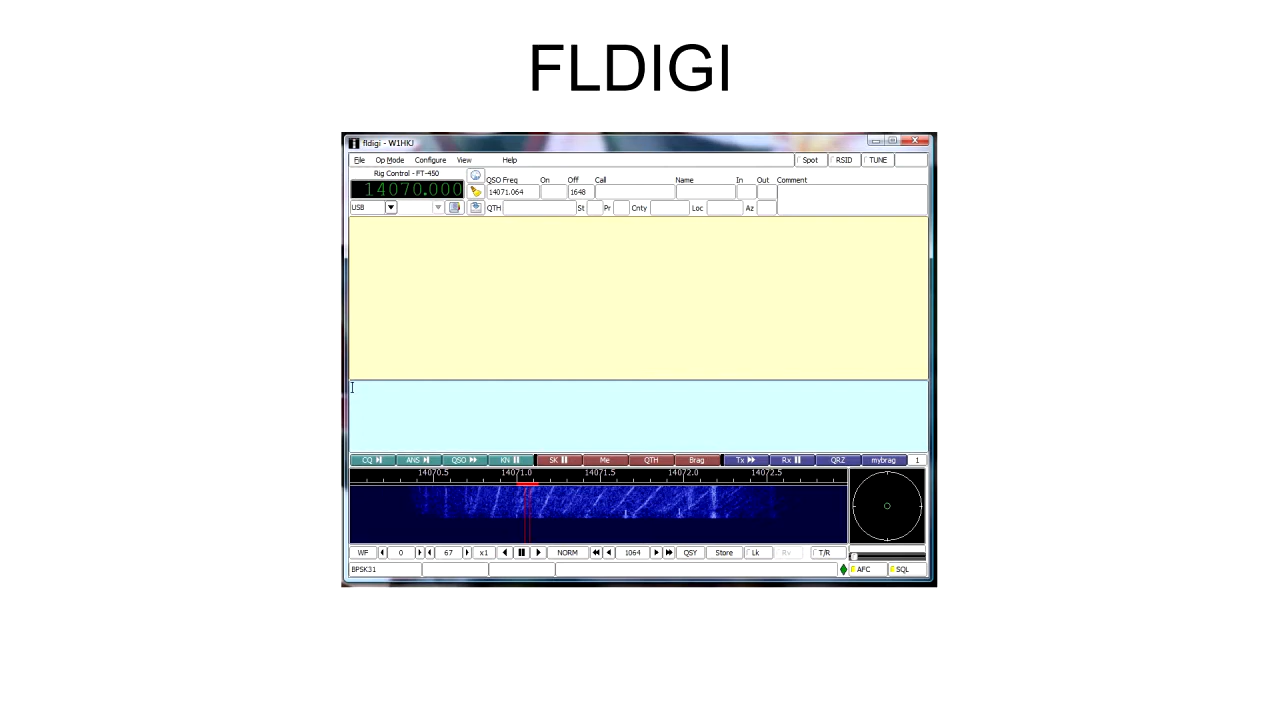 FLDIGI
fldigi - W1HKJ
File Op Mode Configure View Help Spot RSID TUNE
Rig Control - FT-450
QSO Freq On Off Call Name In Out Comment
14070.000 14071.064 1648
USB QTH St Pr Cnty Loc Az
CQ ANS QSO KN SK Me QTH Brag Tx Rx QRZ mybrag 1
14070.5 14071.0 14071.5 14072.0 14072.5
WF 0 67 x1 NORM 1064 QSY Store Lk Rv T/R
BPSK31 AFC SQL